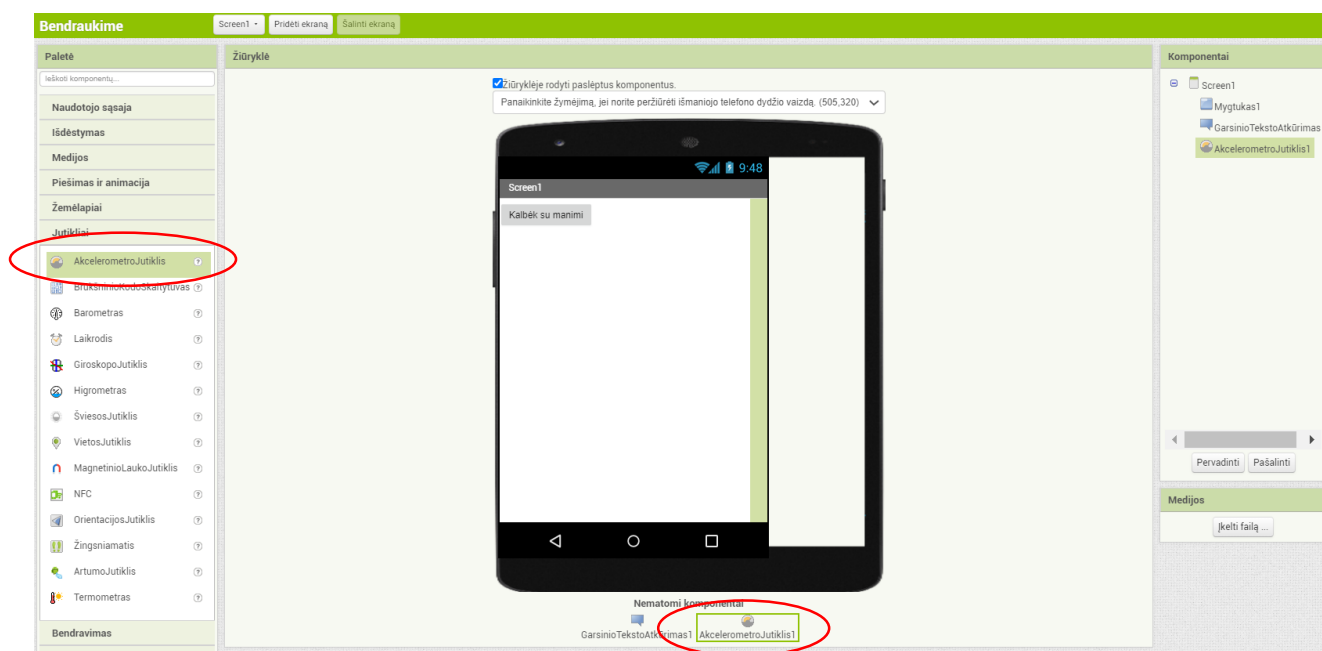 Bendraukime
Screen1
Pridėti ekraną
Šalinti ekraną
Paletė
Ieškoti komponentų...
Naudotojo sąsaja
Išdėstymas
Medijos
Piešimas ir animacija
Žemėlapiai
Jutikliai
AkcelerometroJutiklis
BrūkšninioKodoSkaitytuvas
Barometras
Laikrodis
GiroskopoJutiklis
Higrometras
ŠviesosJutiklis
VietosJutiklis
MagnetinioLaukoJutiklis
NFC
OrientacijosJutiklis
Žingsniamatis
ArtumoJutiklis
Termometras
Bendravimas
Žiūryklė
Žiūryklėje rodyti paslėptus komponentus.
Panaikinkite žymėjimą, jei norite peržiūrėti išmaniojo telefono dydžio vaizdą. (505,320)
9:48
Screen1
Kalbėk su manimi
Nematomi komponentai
GarsinioTekstoAtkūrimas1
AkcelerometroJutiklis1
Komponentai
Screen1
Mygtukas1
GarsinioTekstoAtkūrimas
AkcelerometroJutiklis1
Pervadinti
Pašalinti
Medijos
Įkelti failą ...